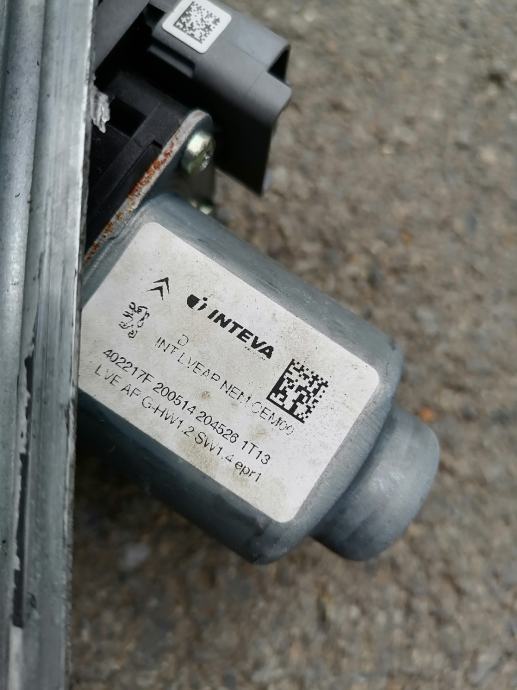 INTEVA
D
INT LVEAP NEM CEM00
402217F 200514 204526 1T13
LVE AP G-HW1.2 SW1.4 epr1